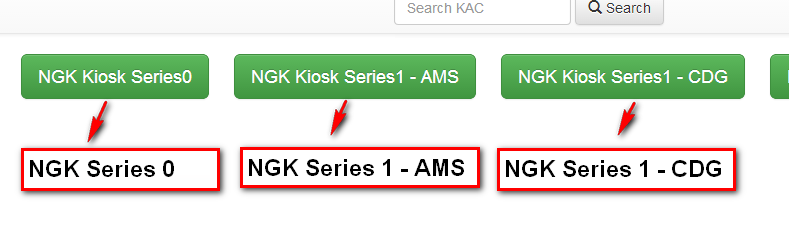 Search KAC
Search
NGK Kiosk Series0
NGK Kiosk Series1 - AMS
NGK Kiosk Series1 - CDG
NGK Series 0
NGK Series 1 - AMS
NGK Series 1 - CDG